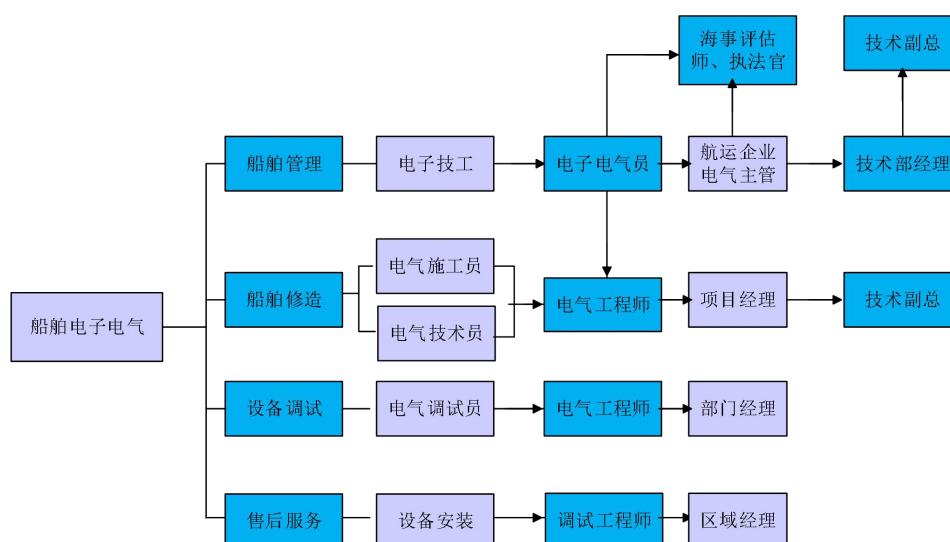 海事评估
师、执法官
技术副总
船舶管理
电子技工
电子电气员
航运企业
电气主管
技术部经理
电气施工员
船舶修造
电气工程师
项目经理
技术副总
船舶电子电气
电气技术员
设备调试
电气调试员
电气工程师
部门经理
售后服务
设备安装
调试工程师
区域经理